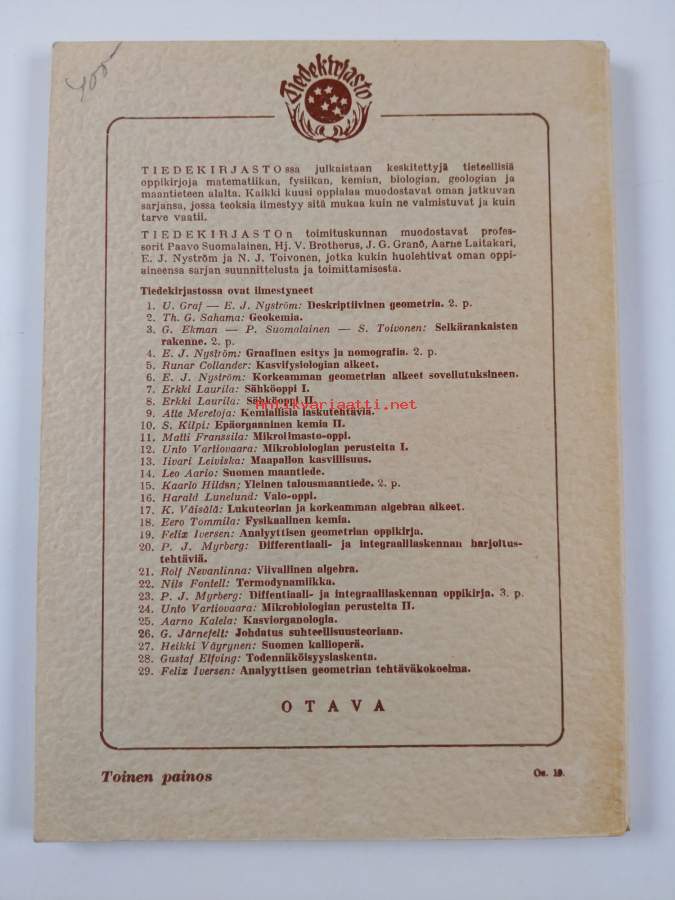 400
Tiedekirjasto
TIEDEKIRJASTOssa julkaistaan keskitettyjä tieteellisiä
oppikirjoja matematiikan, fysiikan, kemian, biologian, geologian ja
maantieteen alalta. Kaikki kuusi oppialaa muodostavat oman jatkuvan
sarjansa, jossa teoksia ilmestyy sitä mukaa kuin ne valmistuvat ja kuin
tarve vaatii.
TIEDEKIRJASTOn toimituskunnan muodostavat profes-
sorit Paavo Suomalainen, Hj. V. Brotherus, J. G. Granö, Aarne Laitakari,
E. J. Nyström ja N. J. Toivonen, jotka kukin huolehtivat oman oppi-
aineensa sarjan suunnittelusta ja toimittamisesta.
Tiedekirjastossa ovat ilmestyneet
1. U. Graf — E. J. Nyström: Deskriptiivinen geometria. 2. p.
2. Th. G. Sahama: Geokemia.
3. G. Ekman — P. Suomalainen — S. Toivonen: Selkärankaisten
rakenne. 2. p.
4. E. J. Nyström: Graafinen esitys ja nomografia. 2. p.
5. Runar Collander: Kasvifysiologian alkeet.
6. E. J. Nyström: Korkeamman geometrian alkeet sovellutuksineen.
7. Erkki Laurila: Sähköoppi I.
8. Erkki Laurila: Sähköoppi II.
Antikvariaatti.net
9. Atte Meretoja: Kemiallisia laskutehtäviä.
10. S. Kilpi: Epäorgaaninen kemia II.
11. Matti Franssila: Mikroilmasto-oppi.
12. Unto Vartiovaara: Mikrobiologian perusteita I.
13. Iivari Leiviska: Maapallon kasvillisuus.
14. Leo Aario: Suomen maantiede.
15. Kaarlo Hildén; Yleinen talousmaantiede. 2. p.
16. Harald Lunelund: Valo-oppi.
17. K. Väisälä: Lukuteorian ja korkeamman algebran alkeet.
18. Eero Tommila: Fysikaalinen kemia.
19. Felix Iversen: Analyyttisen geometrian oppikirja.
20. P. J. Myrberg: Differentiaali- ja integraalilaskennan harjoitus-
tehtäviä.
21. Rolf Nevanlinna: Viivallinen algebra.
22. Nils Fontell: Termodynamiikka.
23. P. J. Myrberg: Diffentiaali- ja integraalilaskennan oppikirja. 3. p.
24. Unto Vartiovaara: Mikrobiologian perusteita II.
25. Aarno Kalela: Kasviorganologia.
26. G. Järnefelt: Johdatus suhteellisuusteoriaan.
27. Heikki Väyrynen: Suomen kallioperä.
28. Gustaf Elfving: Todennäköisyyslaskenta.
29. Felix Iversen: Analyyttisen geometrian tehtäväkokoelma.
OTAVA
Toinen painos
Os. 19.